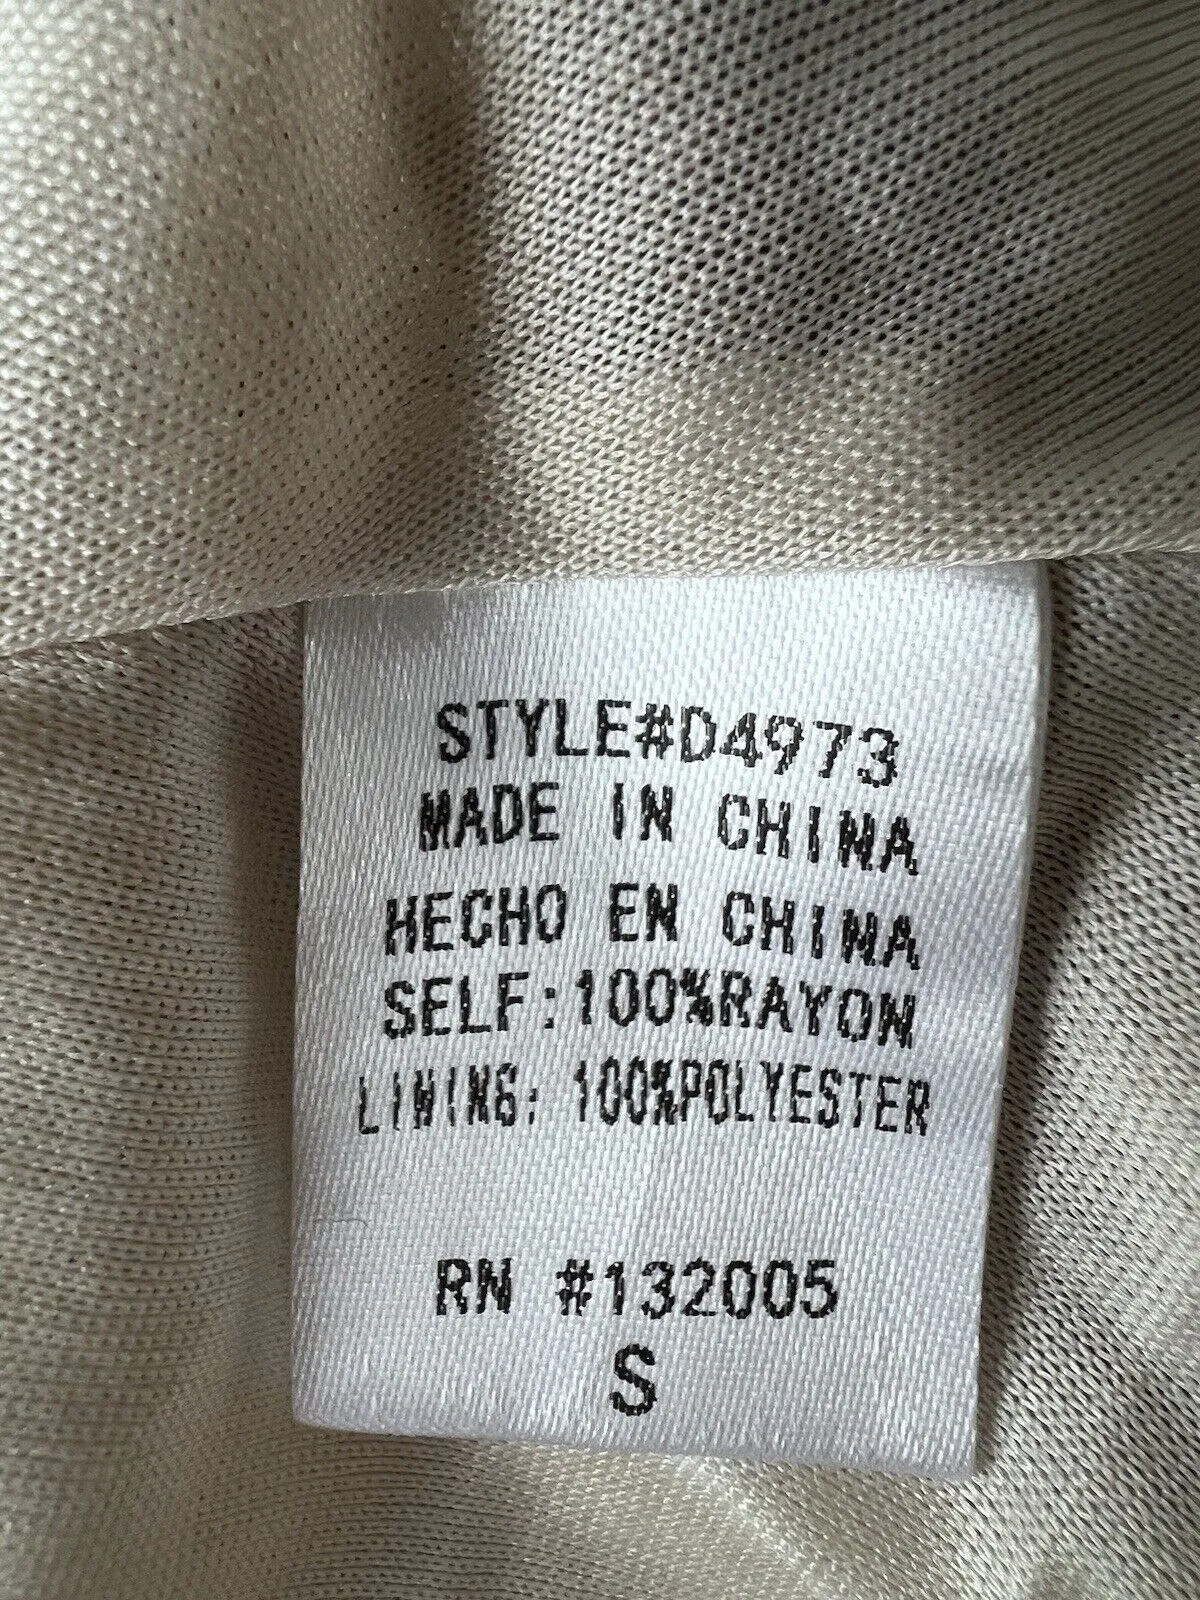 STYLE#D4973
MADE IN CHINA
HECHO EN CHINA
SELF:100%RAYON
LINING: 100%POLYESTER
RN #132005
S